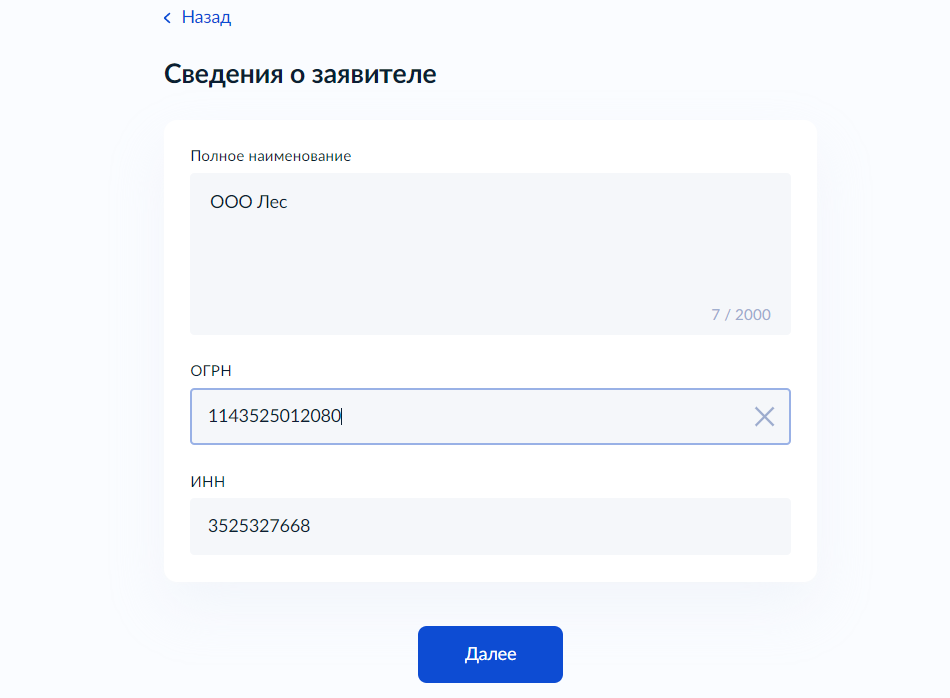 Назад
Сведения о заявителе
Полное наименование
ООО Лес
7 / 2000
ОГРН
1143525012080
ИНН
3525327668
Далее